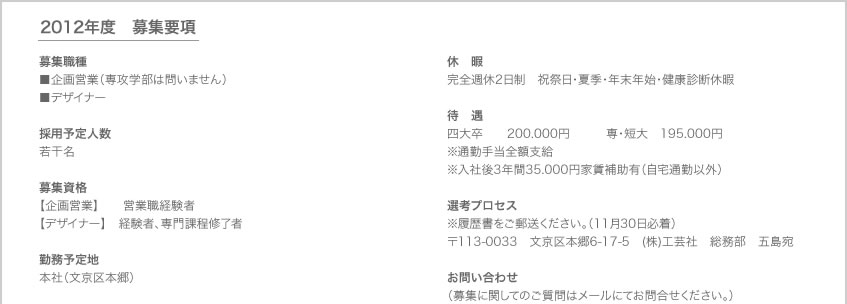 2012年度　募集要項
募集職種
■企画営業（専攻学部は問いません）
■デザイナー
採用予定人数
若干名
募集資格
【企画営業】　　営業職経験者
【デザイナー】　経験者、専門課程修了者
勤務予定地
本社（文京区本郷）
休　暇
完全週休2日制　祝祭日・夏季・年末年始・健康診断休暇
待　遇
四大卒　　200.000円　　　専・短大　195.000円
※通勤手当全額支給
※入社後3年間35.000円家賃補助有（自宅通勤以外）
選考プロセス
※履歴書をご郵送ください。（11月30日必着）
〒113-0033　文京区本郷6-17-5　(株)工芸社　総務部　五島宛
お問い合わせ
（募集に関してのご質問はメールにてお問合せください。）